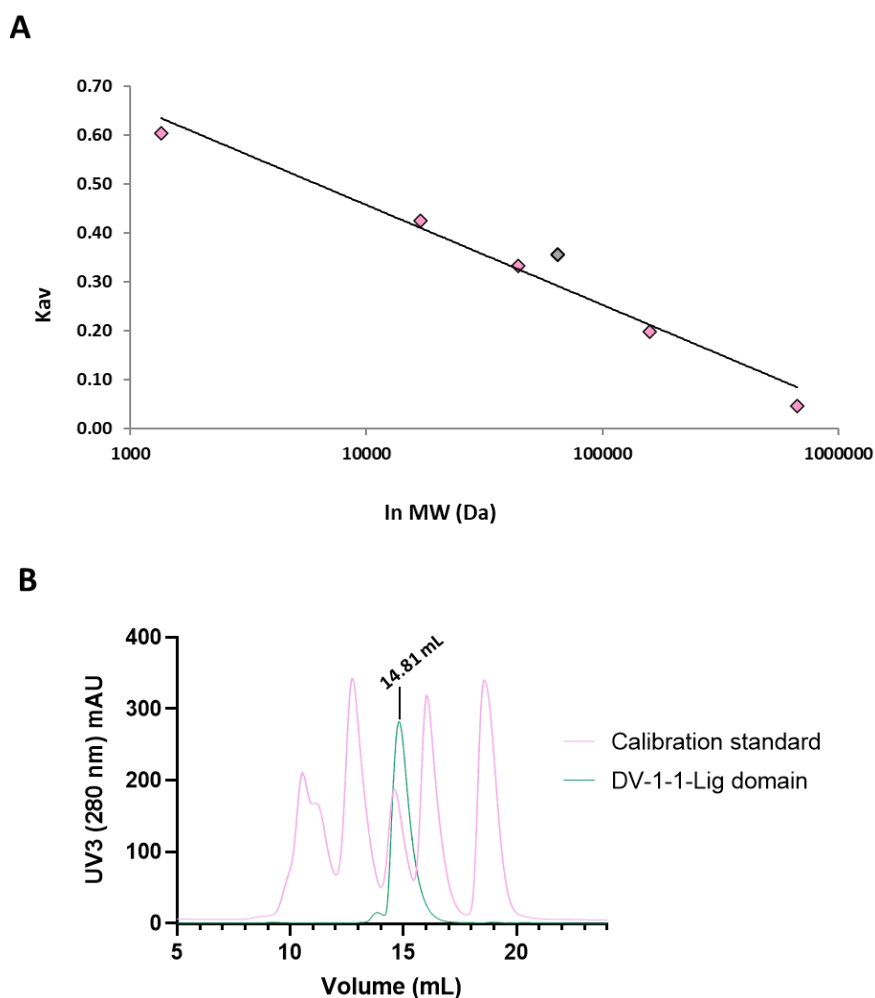 A
0.70
0.60
0.50
0.40
0.30
0.20
0.10
0.00
Kav
1000 10000 100000 1000000
ln MW (Da)
B
400
300
200
100
0
UV3 (280 nm) mAU
14.81 mL
5 10 15 20
Volume (mL)
Calibration standard
DV-1-1-Lig domain